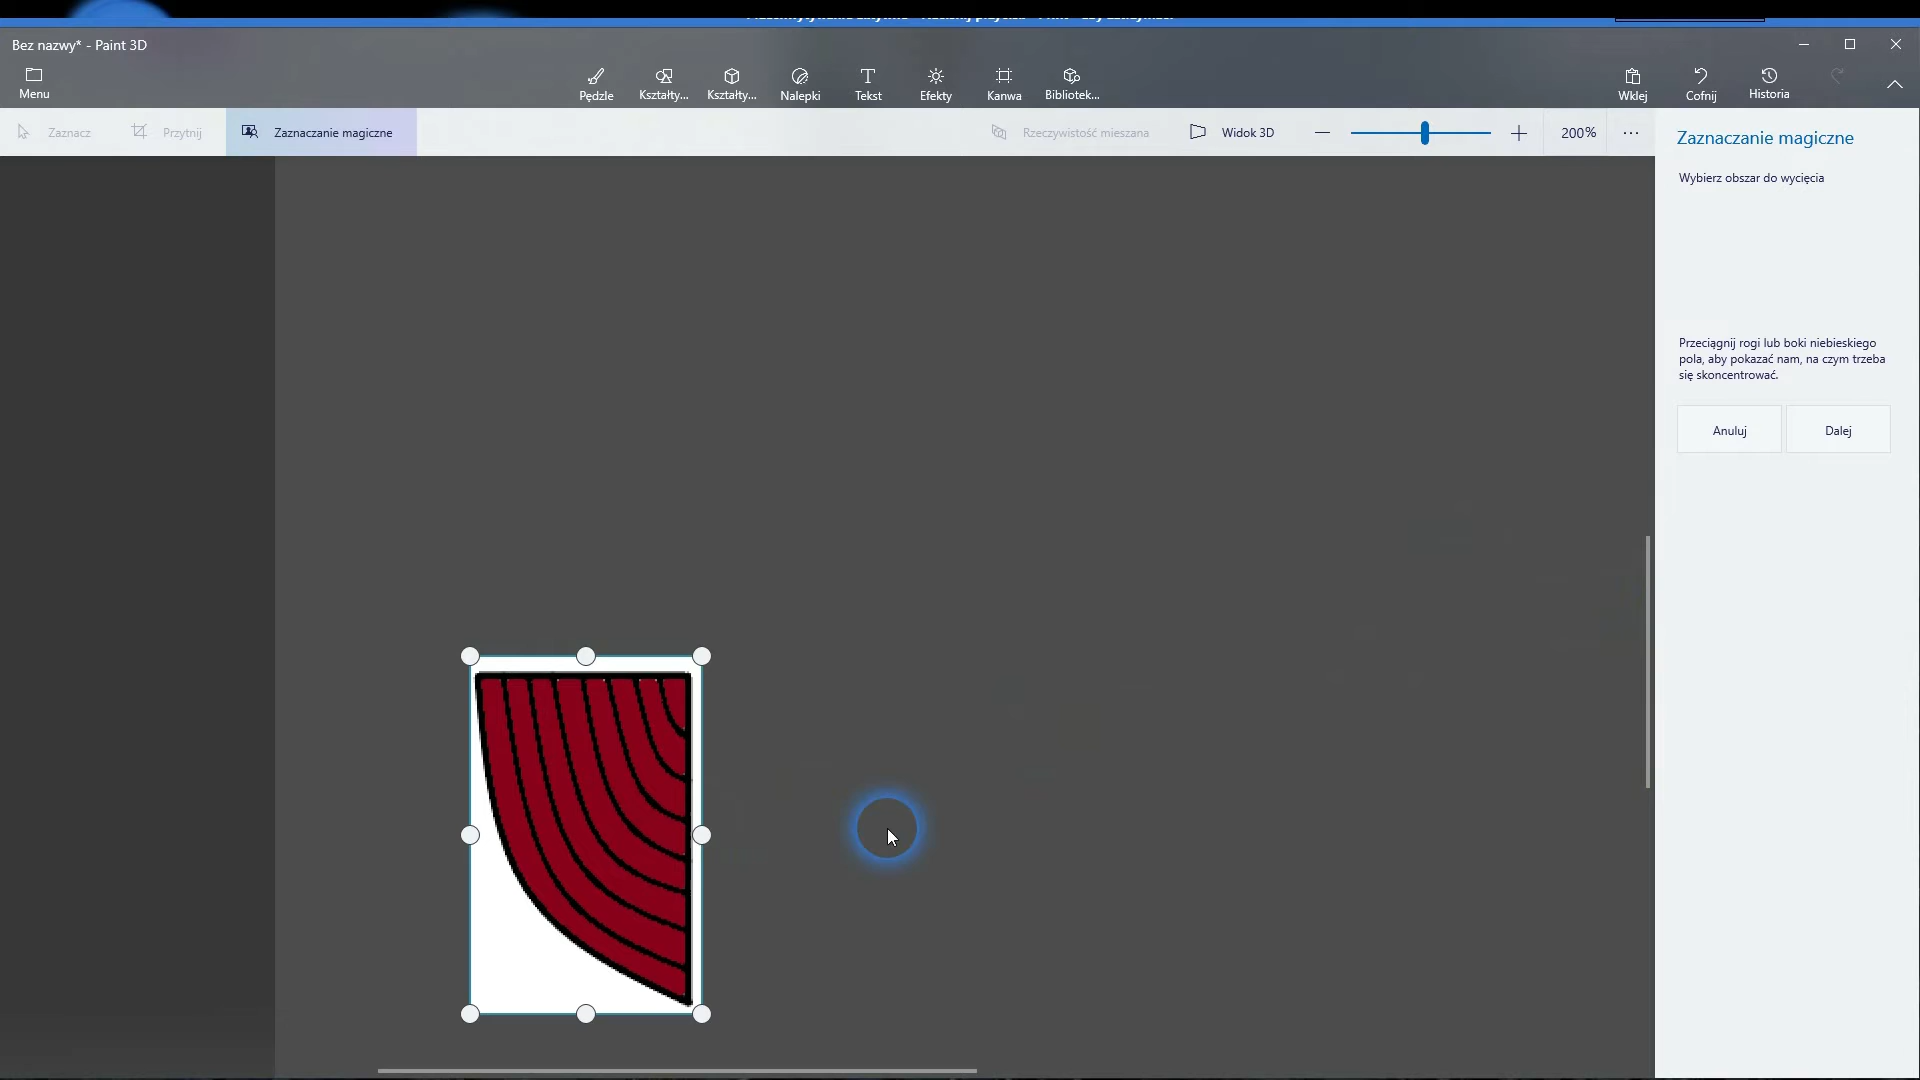 Bez nazwy* - Paint 3D
Menu
Pędzle
Kształty...
Kształty...
Nalepki
Tekst
Efekty
Kanwa
Bibliotek...
Wklej
Cofnij
Historia
Zaznacz
Przytnij
Zaznaczanie magiczne
Rzeczywistość mieszana
Widok 3D
200%
Zaznaczanie magiczne
Wybierz obszar do wycięcia
Przeciągnij rogi lub boki niebieskiego
pola, aby pokazać nam, na czym trzeba
się skoncentrować.
Anuluj
Dalej